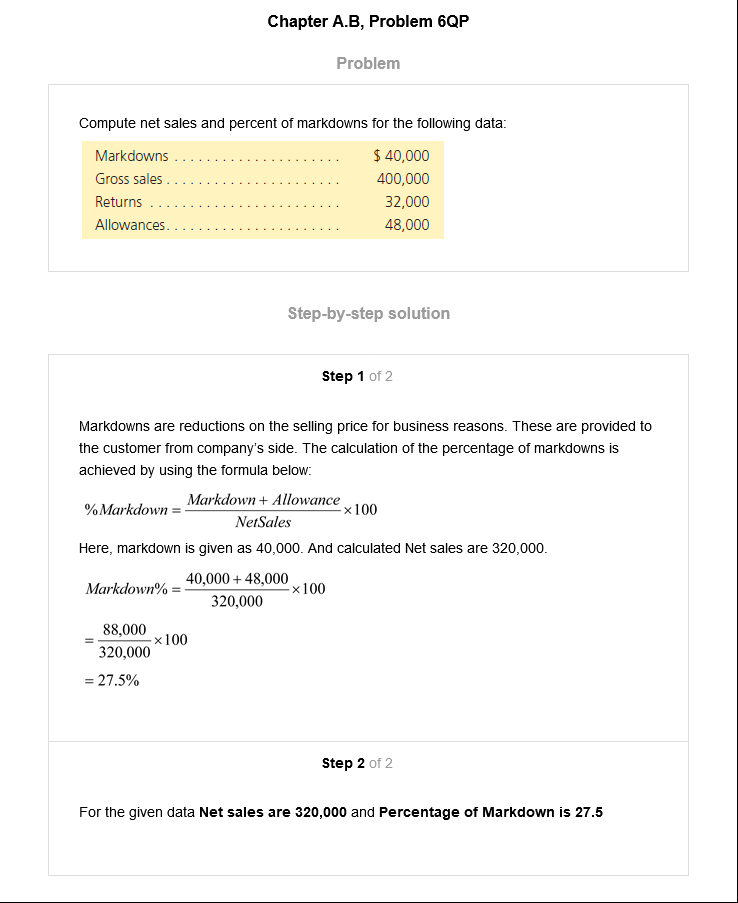 Chapter A.B, Problem 6QP
Problem
Compute net sales and percent of markdowns for the following data:
Markdowns . . . . . . . . . . . . . . . . . . . . . $ 40,000
Gross sales . . . . . . . . . . . . . . . . . . . . . . 400,000
Returns . . . . . . . . . . . . . . . . . . . . . . . . 32,000
Allowances. . . . . . . . . . . . . . . . . . . . . . 48,000
Step-by-step solution
Step 1 of 2
Markdowns are reductions on the selling price for business reasons. These are provided to
the customer from company's side. The calculation of the percentage of markdowns is
achieved by using the formula below:
%Markdown = Markdown + Allowance / NetSales × 100
Here, markdown is given as 40,000. And calculated Net sales are 320,000.
Markdown% = 40,000 + 48,000 / 320,000 × 100
= 88,000 / 320,000 × 100
= 27.5%
Step 2 of 2
For the given data Net sales are 320,000 and Percentage of Markdown is 27.5